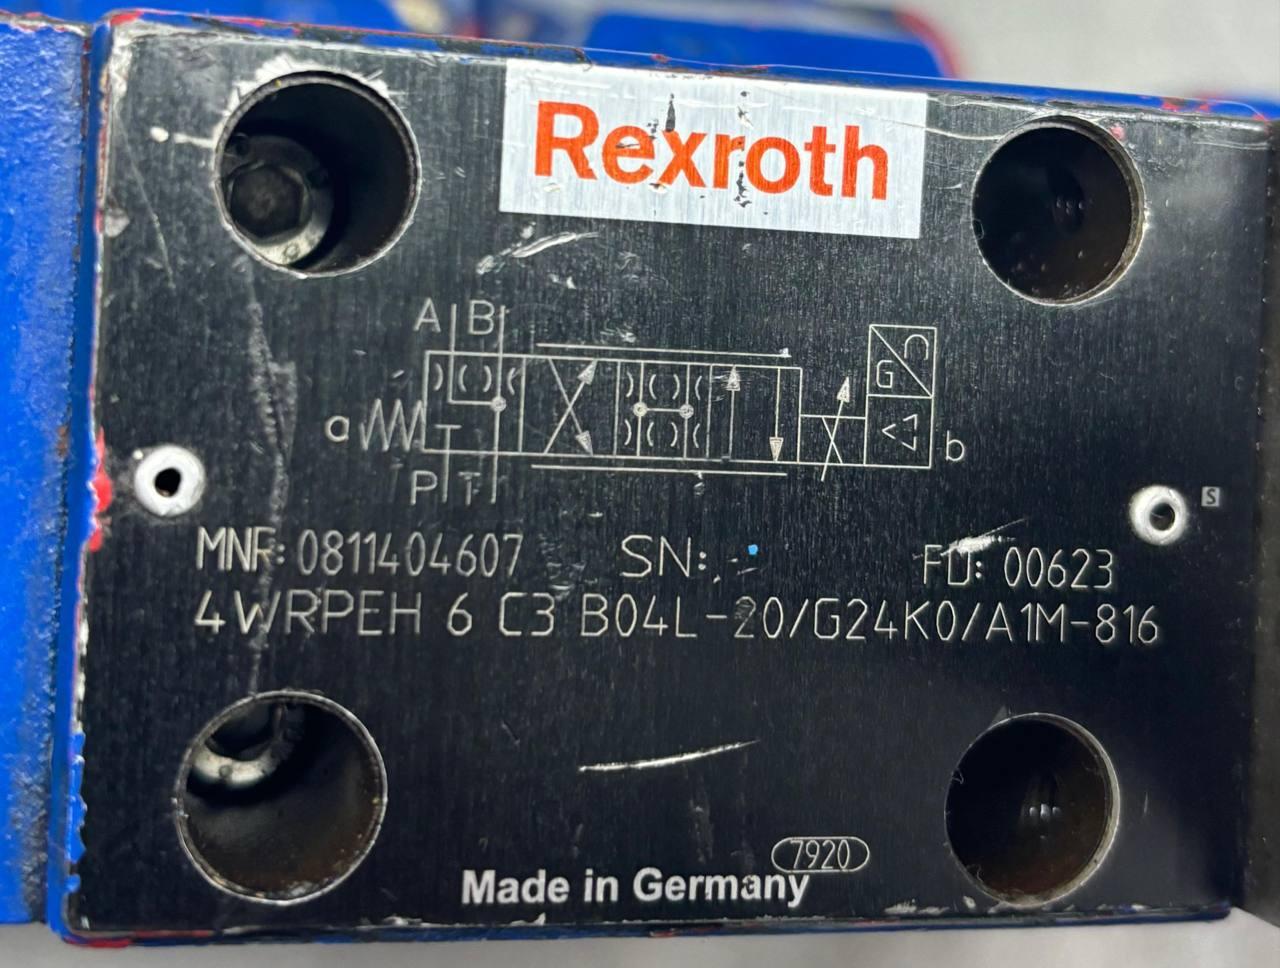 Rexroth
A B
G
a
b
P T
S
MNR: 0811404607 SN: FD: 00623
4WRPEH 6 C3 B04L-20/G24K0/A1M-816
7920
Made in Germany